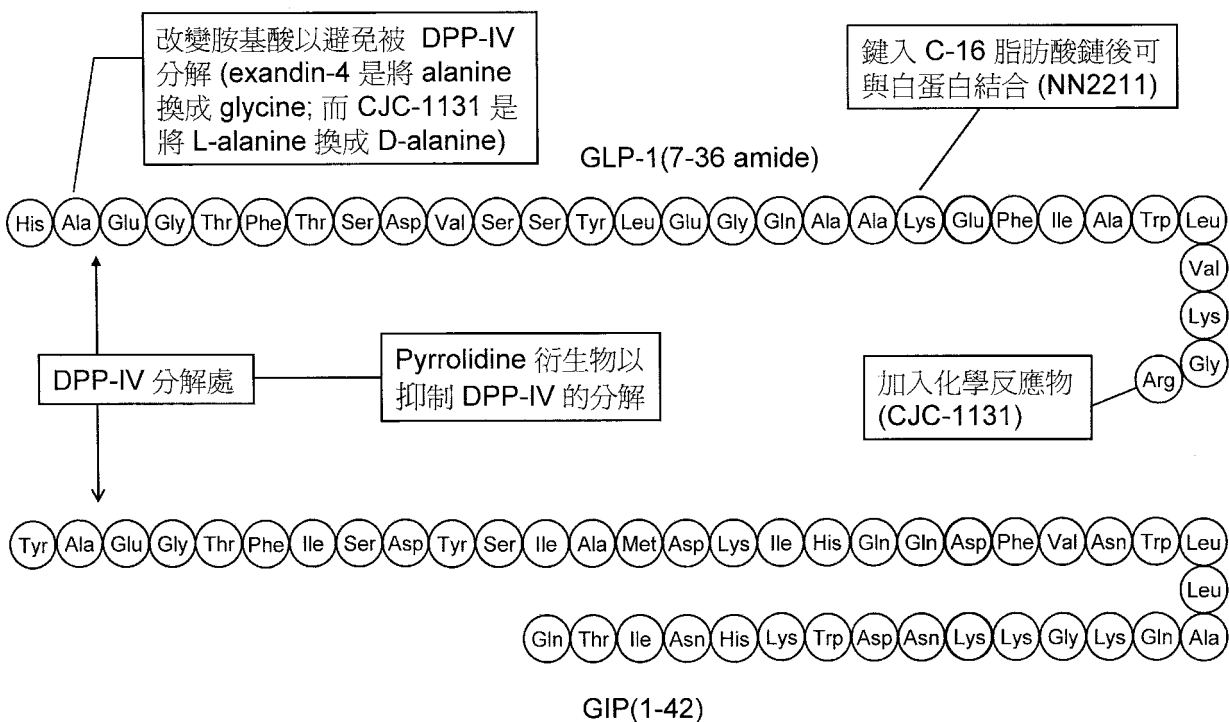 改變胺基酸以避免被 DPP-IV
分解 (exandin-4 是將 alanine
換成 glycine; 而 CJC-1131 是
將 L-alanine 換成 D-alanine)
鍵入 C-16 脂肪酸鏈後可
與白蛋白結合 (NN2211)
GLP-1(7-36 amide)
His Ala Glu Gly Thr Phe Thr Ser Asp Val Ser Ser Tyr Leu Glu Gly Gln Ala Ala Lys Glu Phe Ile Ala Trp Leu
Val
Lys
Gly
Arg
DPP-IV 分解處
Pyrrolidine 衍生物以
抑制 DPP-IV 的分解
加入化學反應物
(CJC-1131)
Tyr Ala Glu Gly Thr Phe Ile Ser Asp Tyr Ser Ile Ala Met Asp Lys Ile His Gln Gln Asp Phe Val Asn Trp Leu
Leu
Gln Thr Ile Asn His Lys Trp Asp Asn Lys Lys Gly Lys Gln Ala
GIP(1-42)